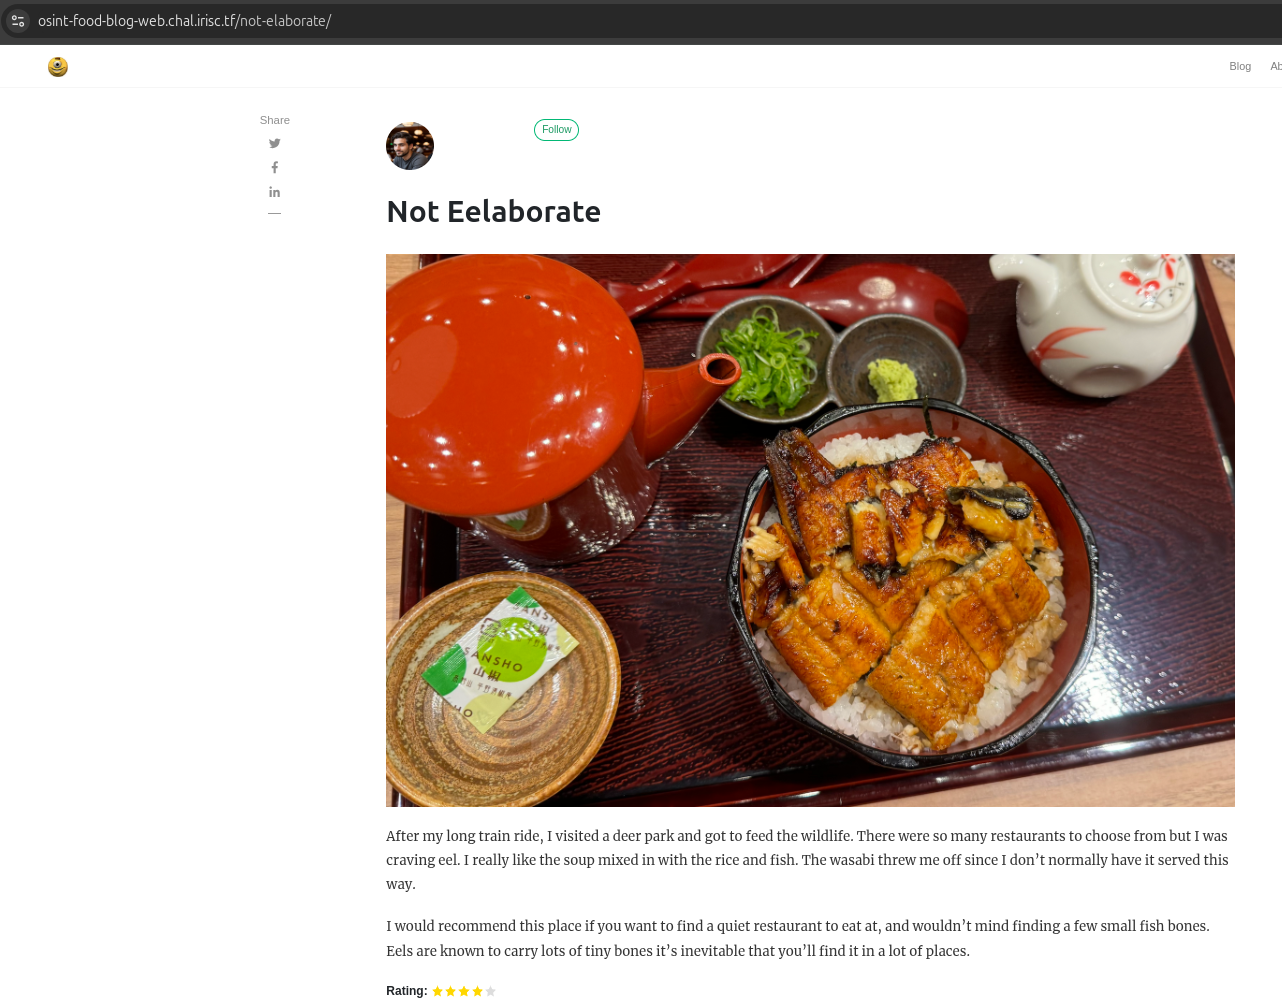 osint-food-blog-web.chal.irisc.tf/not-elaborate/
Blog
Ab
Share
Follow
Not Eelaborate
SANSHO
山椒
After my long train ride, I visited a deer park and got to feed the wildlife. There were so many restaurants to choose from but I was
craving eel. I really like the soup mixed in with the rice and fish. The wasabi threw me off since I don’t normally have it served this
way.
I would recommend this place if you want to find a quiet restaurant to eat at, and wouldn’t mind finding a few small fish bones.
Eels are known to carry lots of tiny bones it’s inevitable that you’ll find it in a lot of places.
Rating: